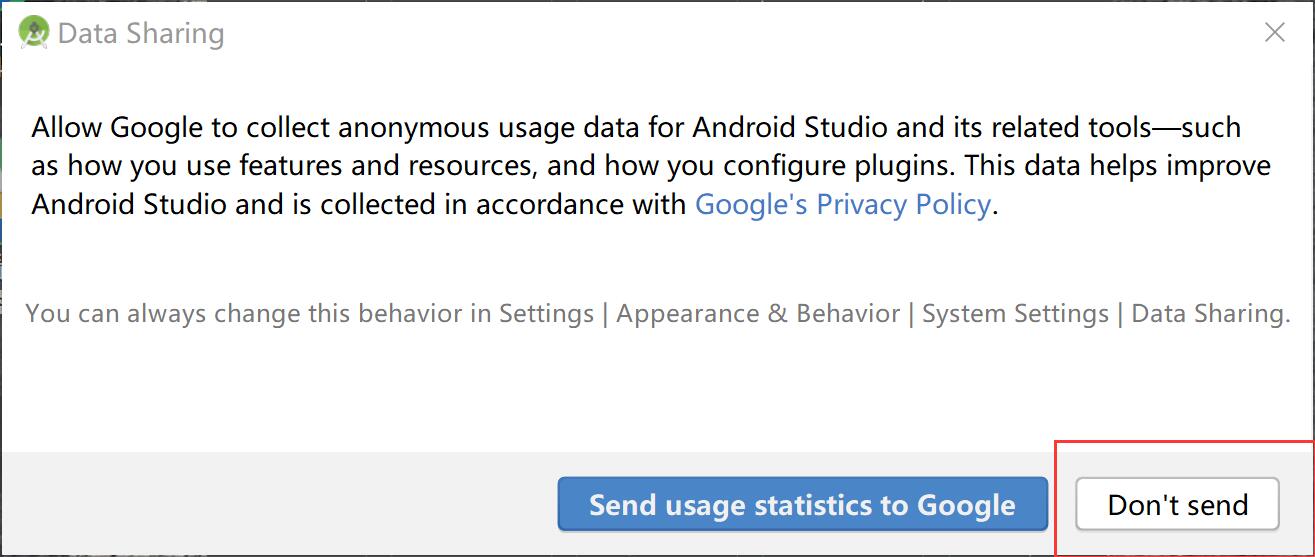 Data Sharing
Allow Google to collect anonymous usage data for Android Studio and its related tools—such
as how you use features and resources, and how you configure plugins. This data helps improve
Android Studio and is collected in accordance with Google's Privacy Policy.
You can always change this behavior in Settings | Appearance & Behavior | System Settings | Data Sharing.
Send usage statistics to Google
Don't send